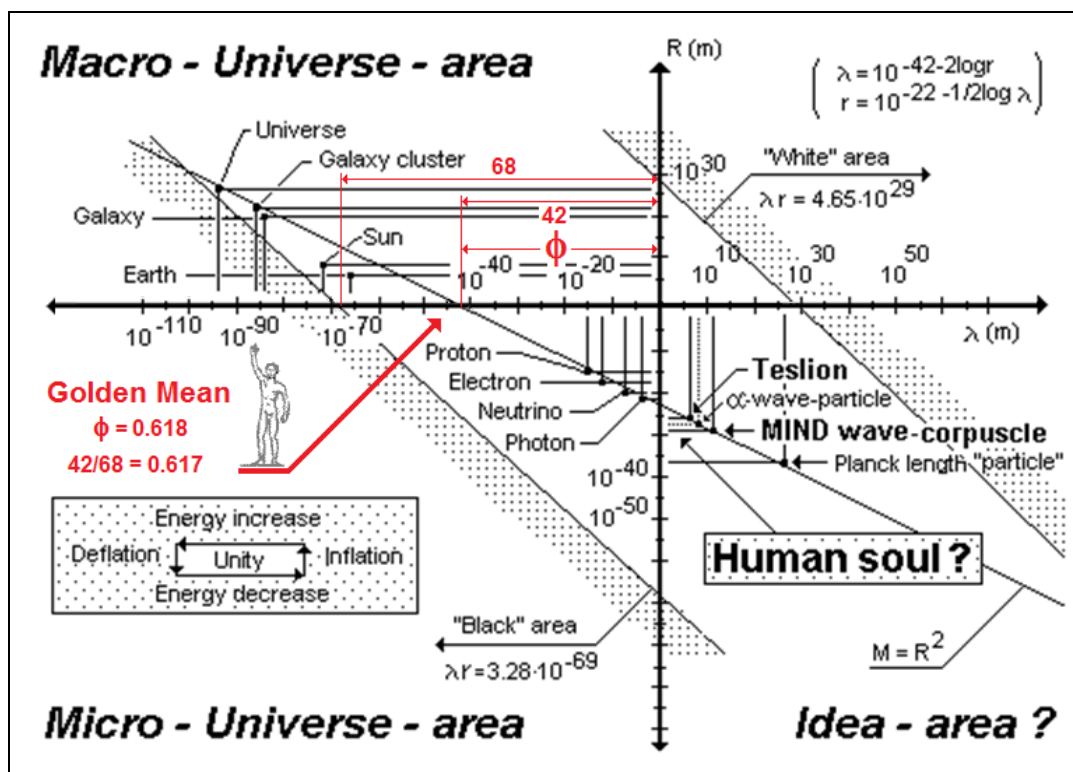 Macro - Universe - area
R (m)
λ = 10^-42-2logr
r = 10^-22 -1/2log λ
Universe
Galaxy cluster
68
10^30
"White" area
λ r = 4.65·10^29
Galaxy
42
Sun
ϕ
Earth
10^-40
10^-20
10^10
10^30
10^50
10^-110
10^-90
10^-70
λ (m)
Proton
Electron
Neutrino
Photon
Teslion
α-wave-particle
MIND wave-corpuscle
Planck length "particle"
Golden Mean
ϕ = 0.618
42/68 = 0.617
10^-40
10^-50
Energy increase
Deflation
Unity
Inflation
Energy decrease
Human soul ?
"Black" area
λr=3.28·10^-69
M = R^2
Micro - Universe - area
Idea - area ?